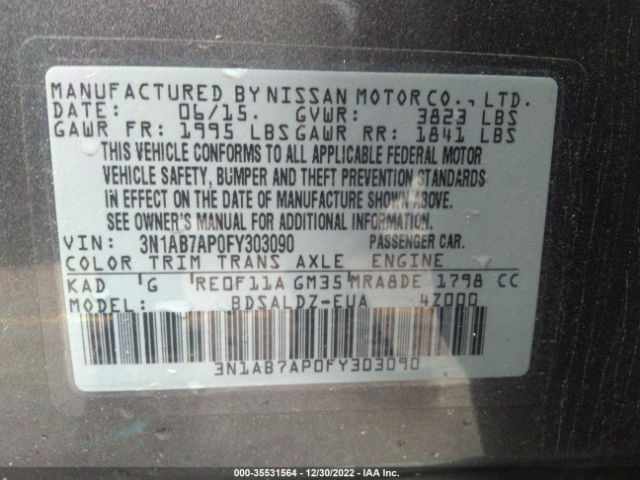 MANUFACTURED BY NISSAN MOTOR CO., LTD.
DATE: 06/15. GVWR: 3823 LBS
GAWR FR: 1995 LBS GAWR RR: 1841 LBS
THIS VEHICLE CONFORMS TO ALL APPLICABLE FEDERAL MOTOR
VEHICLE SAFETY, BUMPER AND THEFT PREVENTION STANDARDS
IN EFFECT ON THE DATE OF MANUFACTURE SHOWN ABOVE.
SEE OWNER'S MANUAL FOR ADDITIONAL INFORMATION.
VIN: 3N1AB7AP0FY303090 PASSENGER CAR.
COLOR TRIM TRANS AXLE ENGINE
KAD G RE0F11A GM35 MRA8DE 1798 CC
MODEL: BDSALDZ-EUA 4Z000
3N1AB7AP0FY303090
000-35531564 - 12/30/2022 - IAA Inc.